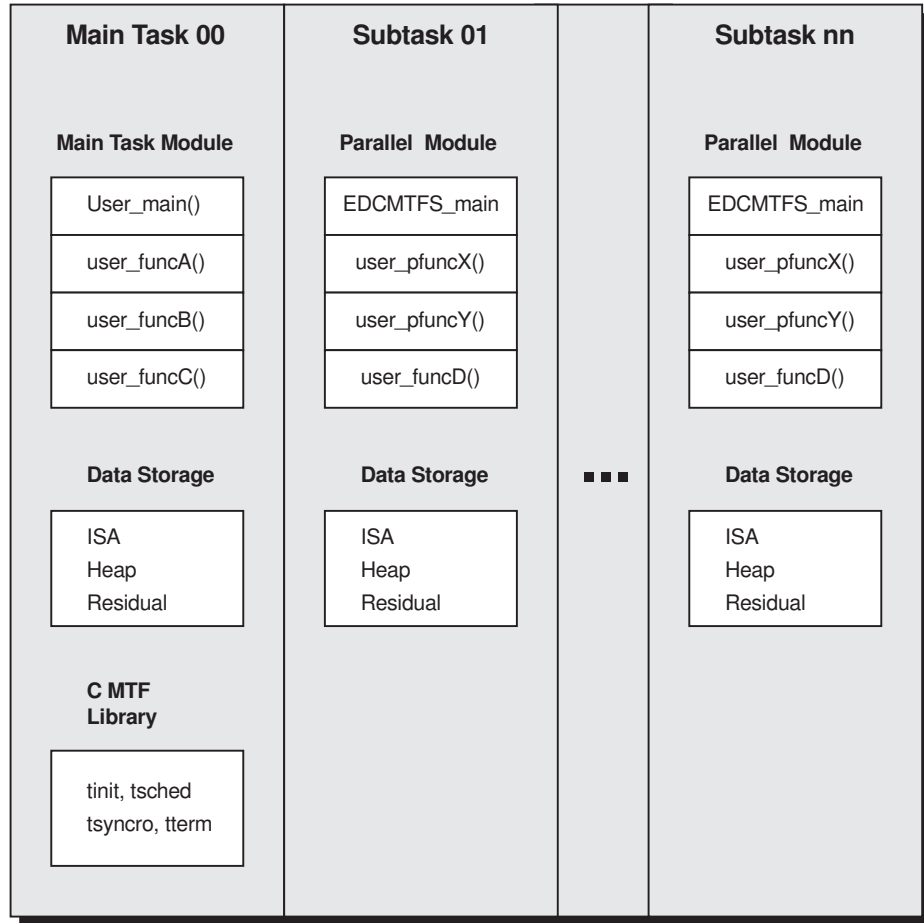 Main Task 00
Main Task Module
User_main()
user_funcA()
user_funcB()
user_funcC()
Data Storage
ISA
Heap
Residual
C MTF
Library
tinit, tsched
tsyncro, tterm
Subtask 01
Parallel Module
EDCMTFS_main
user_pfuncX()
user_pfuncY()
user_funcD()
Data Storage
ISA
Heap
Residual
Subtask nn
Parallel Module
EDCMTFS_main
user_pfuncX()
user_pfuncY()
user_funcD()
Data Storage
ISA
Heap
Residual